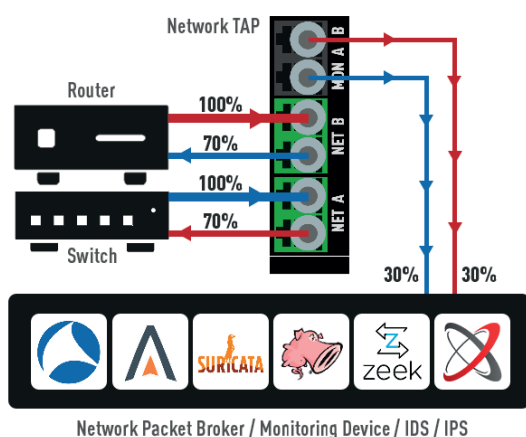 Network TAP
MON A B
Router
100%
70%
NET B
100%
70%
NET A
Switch
30%
30%
SURICATA
zeek
Network Packet Broker / Monitoring Device / IDS / IPS